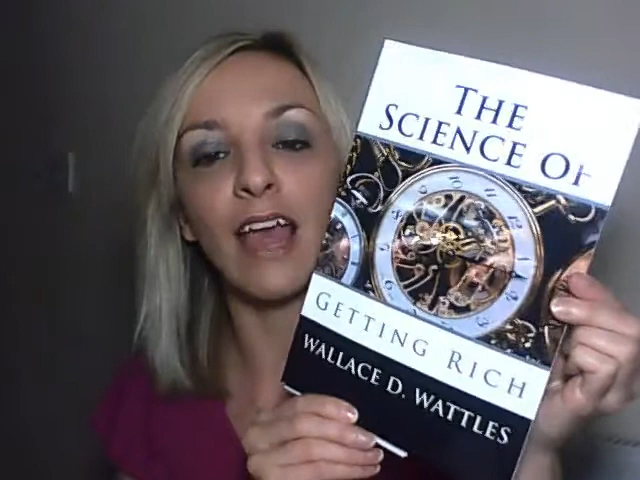 THE
SCIENCE OF
GETTING RICH
WALLACE D. WATTLES